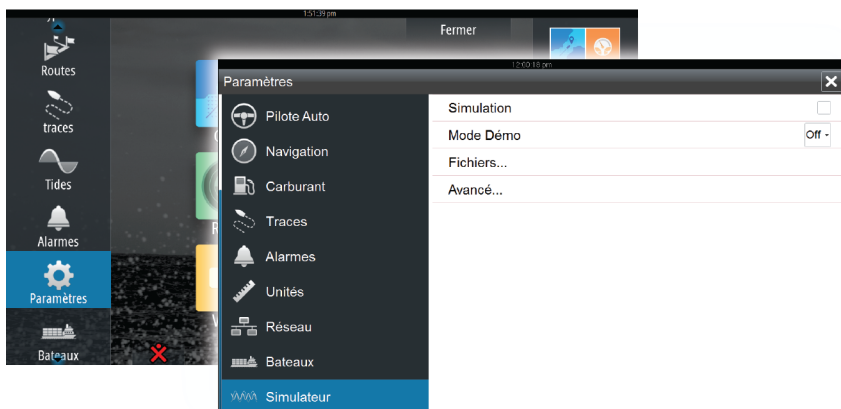 1:51:39 pm
Fermer
Routes
traces
Tides
Alarmes
Paramètres
Bateaux
12:00:18 pm
Paramètres
Pilote Auto
Navigation
Carburant
Traces
Alarmes
Unités
Réseau
Bateaux
Simulateur
Simulation
Mode Démo
Off
Fichiers...
Avancé...